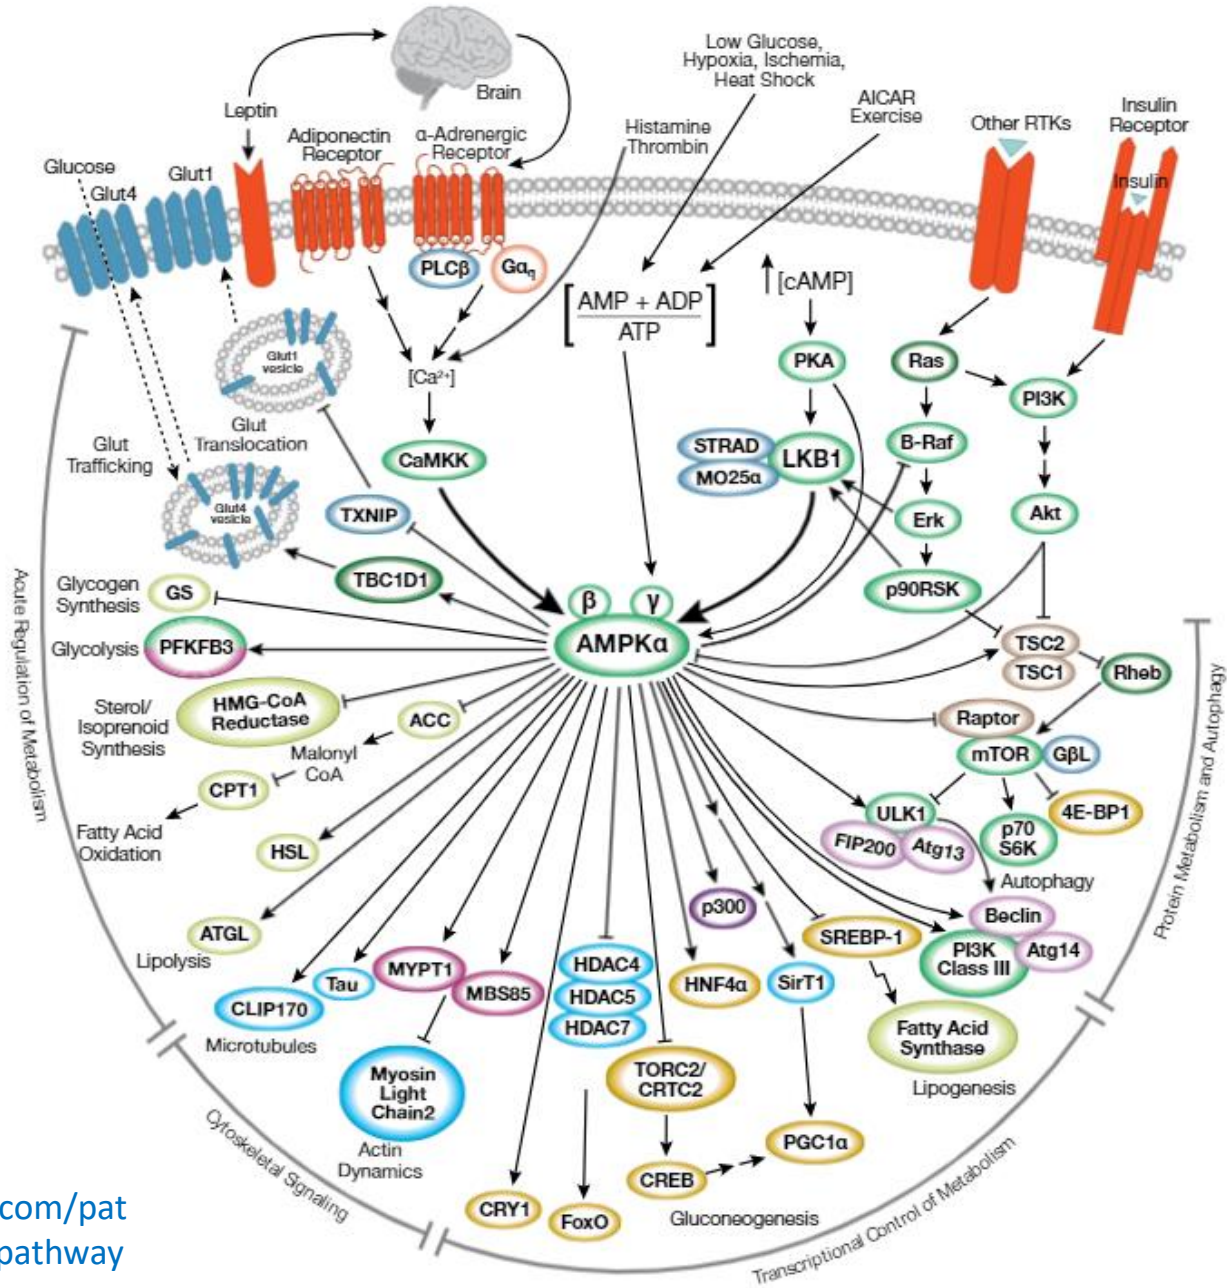 Low Glucose,
Hypoxia, Ischemia,
Heat Shock
Brain
Leptin
AICAR
Exercise
Insulin
Receptor
Other RTKs
Histamine
Thrombin
Adiponectin
Receptor
α-Adrenergic
Receptor
Glucose
Glut4
Glut1
Insulin
PLCβ
Gαq
[cAMP]
AMP + ADP
ATP
Glut1
vesicle
[Ca²⁺]
PKA
Ras
PI3K
Glut
Translocation
Glut
Trafficking
CaMKK
STRAD
MO25α
LKB1
B-Raf
Glut4
vesicle
TXNIP
Erk
Akt
TBC1D1
p90RSK
Glycogen
Synthesis
GS
β
γ
AMPKα
Glycolysis
PFKFB3
TSC2
TSC1
Rheb
Sterol/
Isoprenoid
Synthesis
HMG-CoA
Reductase
ACC
Malonyl
CoA
Raptor
mTOR
GβL
CPT1
Fatty Acid
Oxidation
ULK1
FIP200
Atg13
p70
S6K
4E-BP1
HSL
Autophagy
ATGL
Lipolysis
p300
Beclin
PI3K
Class III
Atg14
SREBP-1
CLIP170
Tau
Microtubules
MYPT1
MBS85
HDAC4
HDAC5
HDAC7
HNF4α
SirT1
Fatty Acid
Synthase
Lipogenesis
Myosin
Light
Chain2
Actin
Dynamics
TORC2/
CRTC2
PGC1α
CREB
Gluconeogenesis
CRY1
FoxO
Acute Regulation of Metabolism
Cytoskeletal Signaling
Transcriptional Control of Metabolism
Protein Metabolism and Autophagy
com/pat
pathway